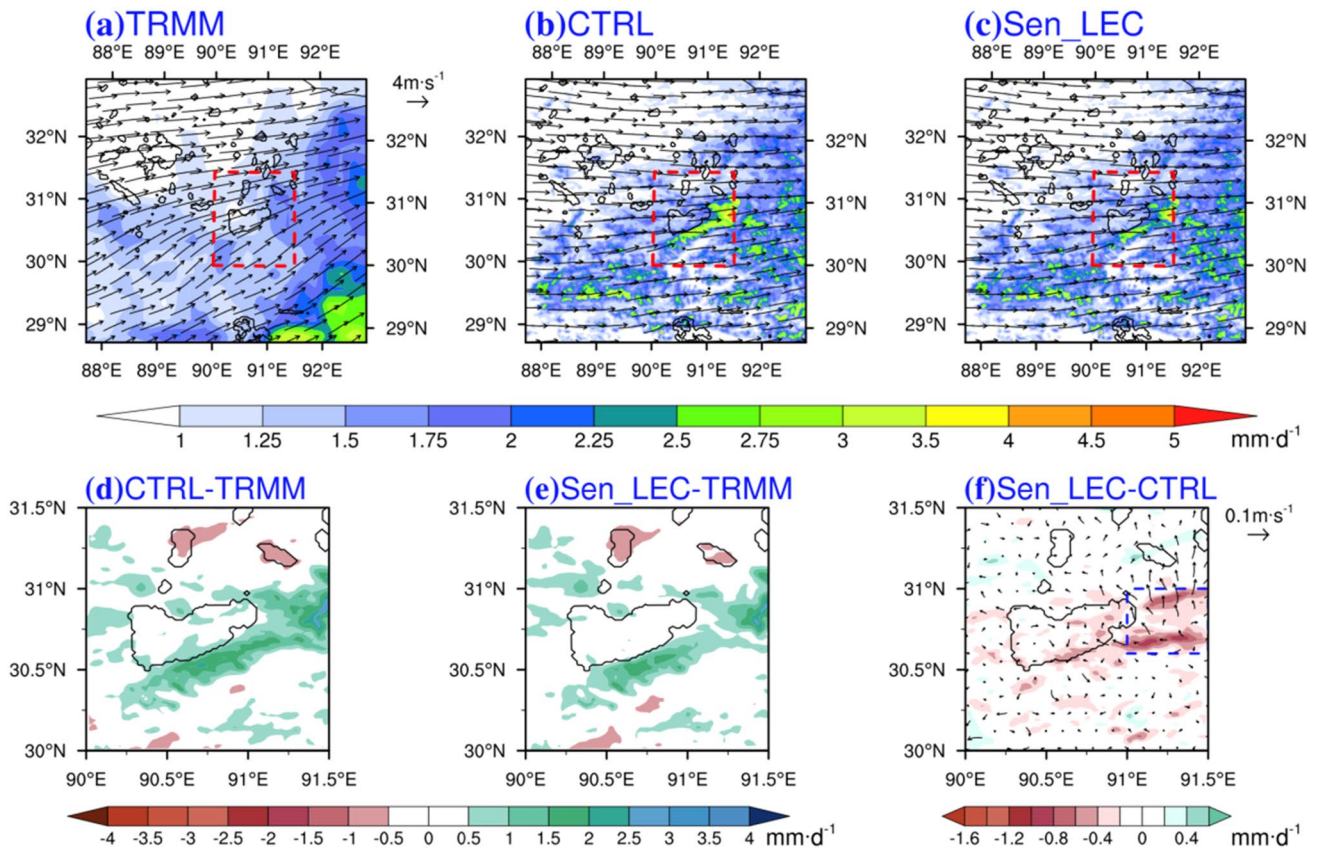 (a)TRMM (b)CTRL (c)Sen_LEC
88°E 89°E 90°E 91°E 92°E 88°E 89°E 90°E 91°E 92°E 88°E 89°E 90°E 91°E 92°E
4m·s⁻¹
32°N 32°N 32°N 32°N 32°N 32°N
31°N 31°N 31°N 31°N 31°N 31°N
30°N 30°N 30°N 30°N 30°N 30°N
29°N 29°N 29°N 29°N 29°N 29°N
88°E 89°E 90°E 91°E 92°E 88°E 89°E 90°E 91°E 92°E 88°E 89°E 90°E 91°E 92°E
1 1.25 1.5 1.75 2 2.25 2.5 2.75 3 3.5 4 4.5 5 mm·d⁻¹
(d)CTRL-TRMM (e)Sen_LEC-TRMM (f)Sen_LEC-CTRL
31.5°N 31.5°N 31.5°N
0.1m·s⁻¹
31°N 31°N 31°N
30.5°N 30.5°N 30.5°N
30°N 30°N 30°N
90°E 90.5°E 91°E 91.5°E 90°E 90.5°E 91°E 91.5°E 90°E 90.5°E 91°E 91.5°E
-4 -3.5 -3 -2.5 -2 -1.5 -1 -0.5 0 0.5 1 1.5 2 2.5 3 3.5 4 mm·d⁻¹ -1.6 -1.2 -0.8 -0.4 0 0.4 mm·d⁻¹